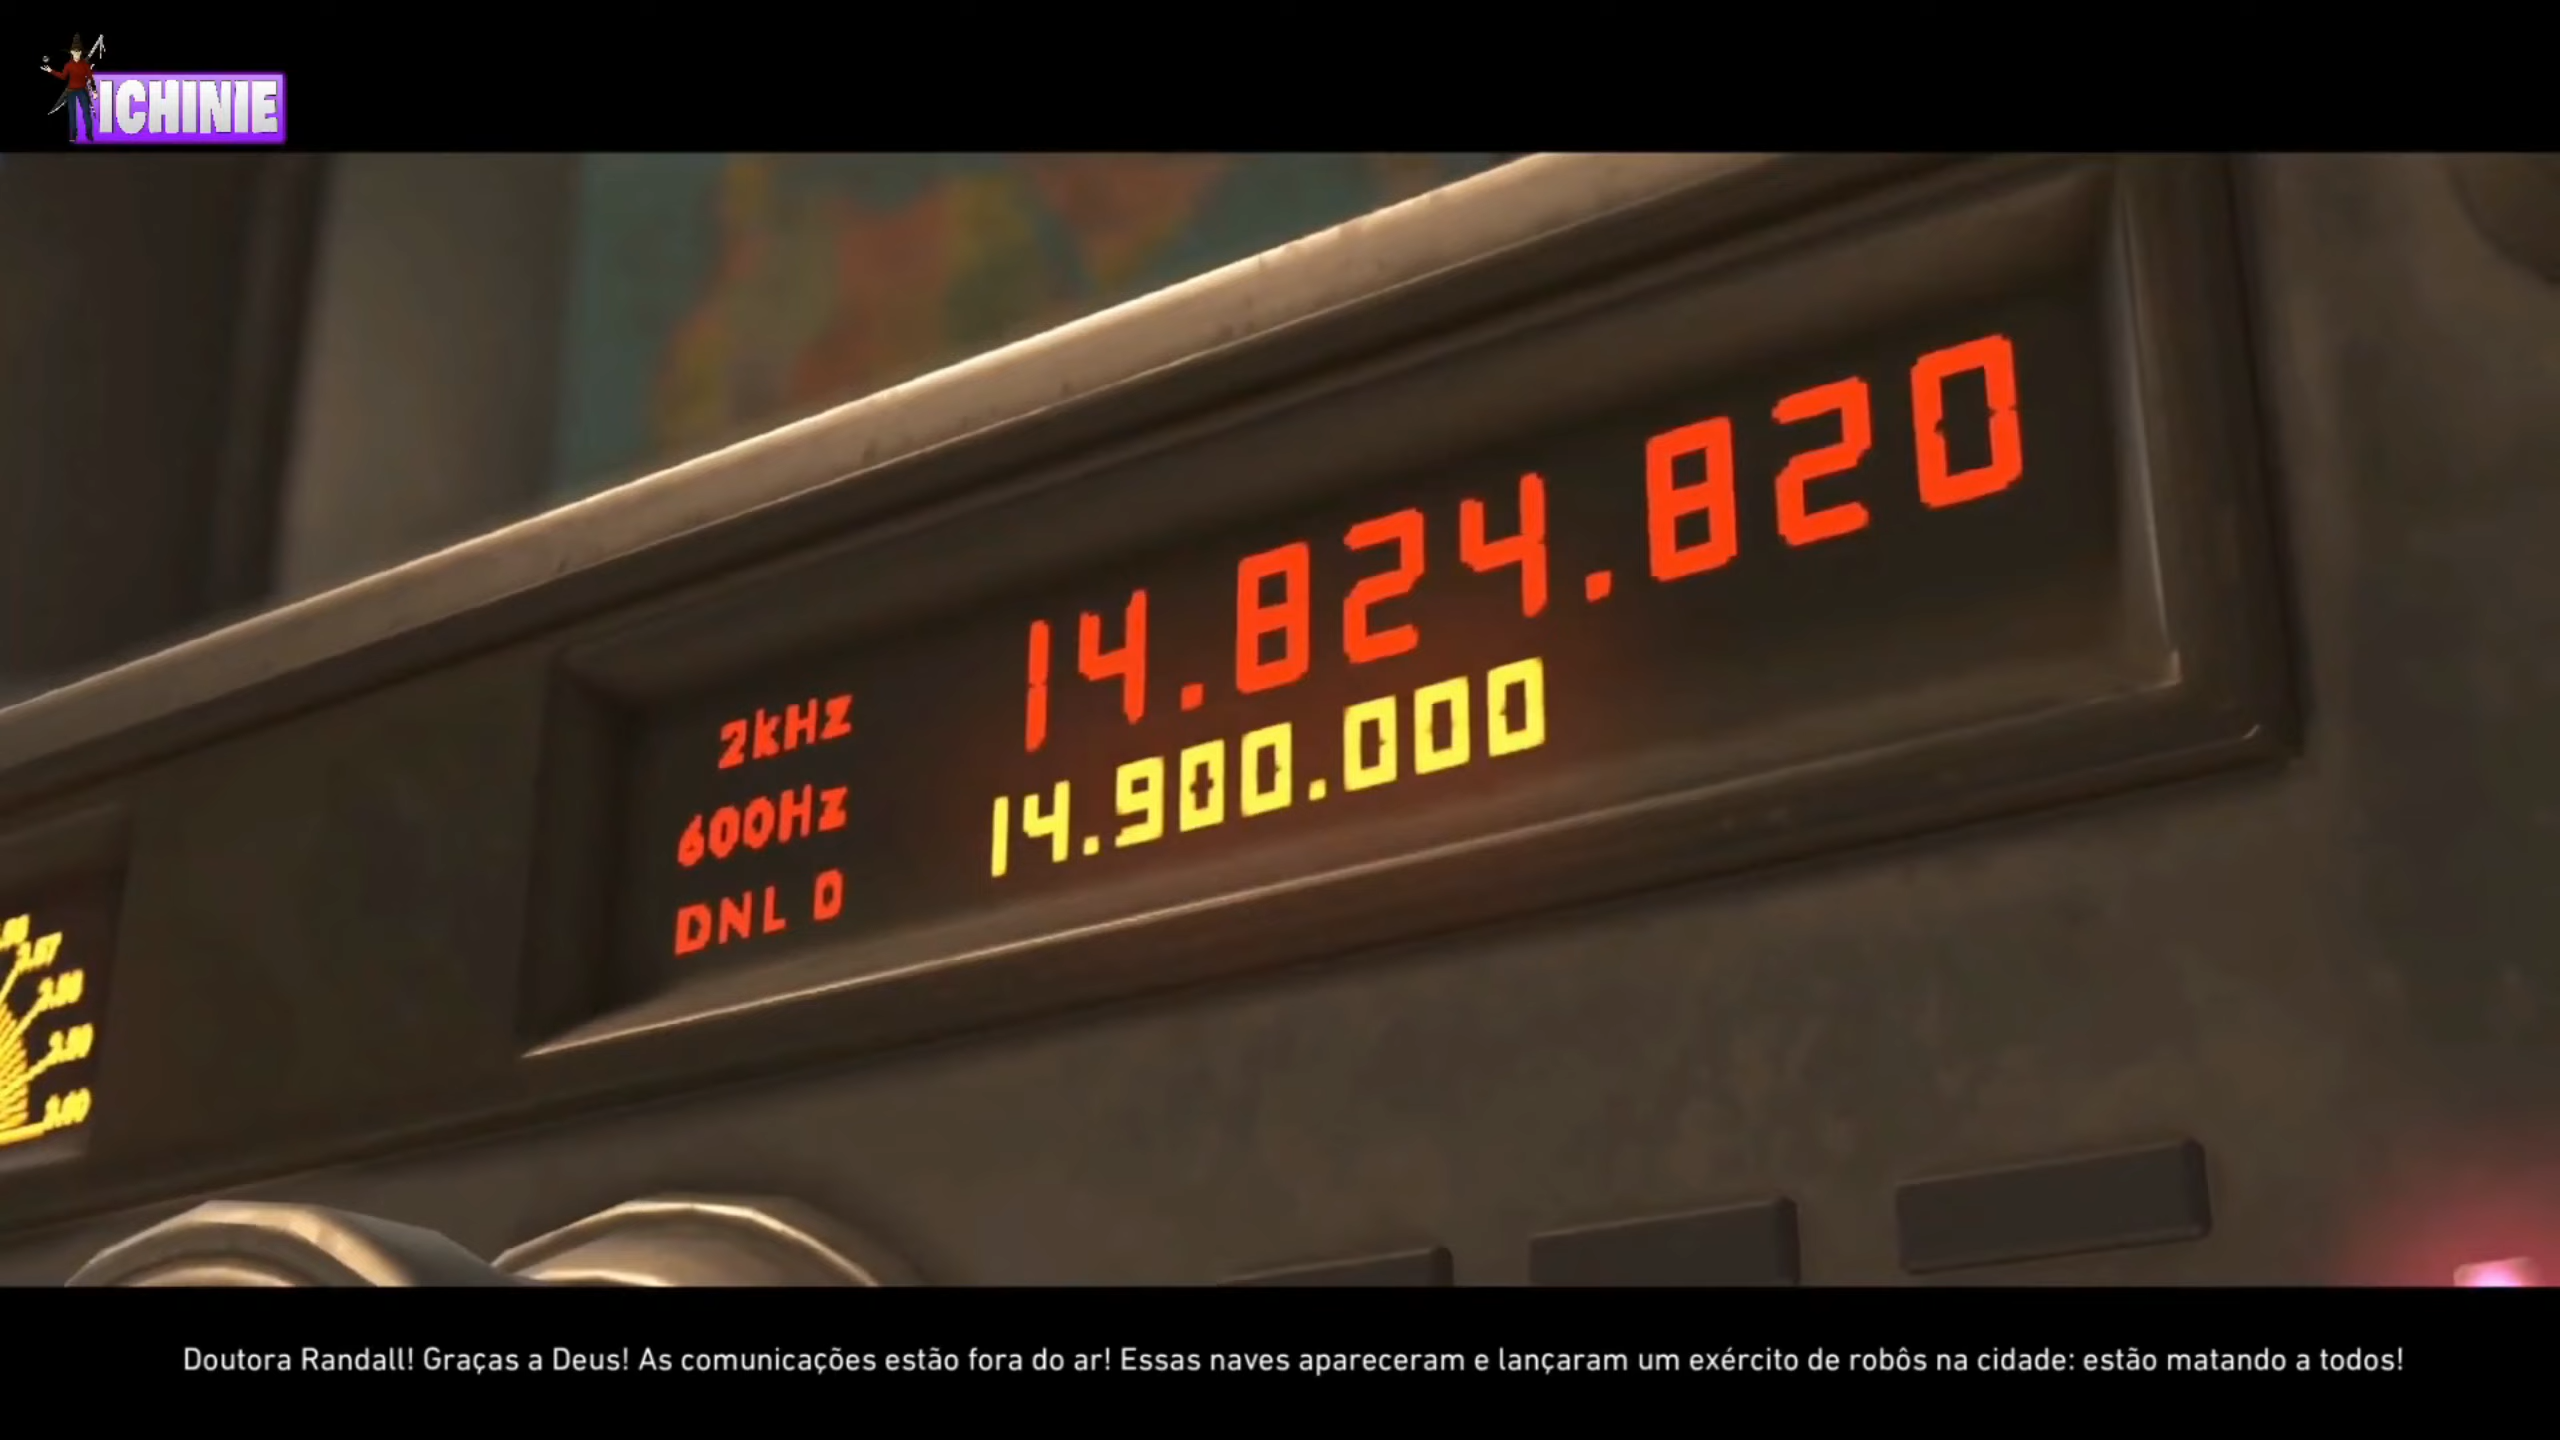 ICHINIE
14.824.820
2kHz
14.900.000
600Hz
DNL 0
Doutora Randall! Graças a Deus! As comunicações estão fora do ar! Essas naves apareceram e lançaram um exército de robôs na cidade: estão matando a todos!